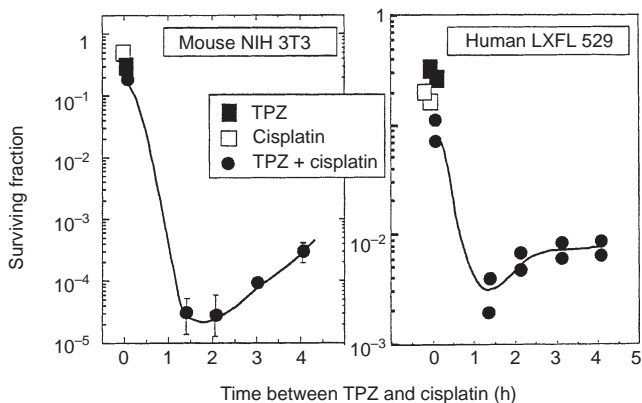 Mouse NIH 3T3
Human LXFL 529
TPZ
Cisplatin
TPZ + cisplatin
Surviving fraction
1
10⁻¹
10⁻²
10⁻³
10⁻⁴
10⁻⁵
0 1 2 3 4
1
10⁻¹
10⁻²
10⁻³
0 1 2 3 4 5
Time between TPZ and cisplatin (h)